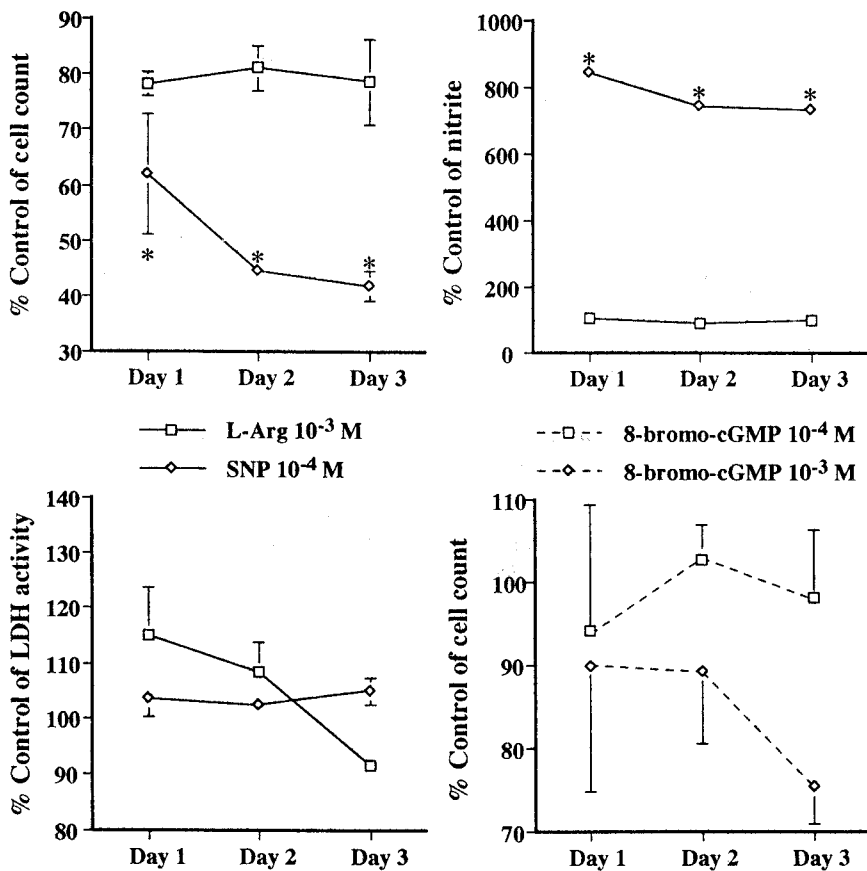 % Control of cell count
90
80
70
60
50
40
30
*
*
*
Day 1 Day 2 Day 3
% Control of nitrite
1000
800
600
400
200
0
*
*
*
Day 1 Day 2 Day 3
L-Arg 10⁻³ M
SNP 10⁻⁴ M
8-bromo-cGMP 10⁻⁴ M
8-bromo-cGMP 10⁻³ M
% Control of LDH activity
140
130
120
110
100
90
80
Day 1 Day 2 Day 3
% Control of cell count
110
100
90
80
70
Day 1 Day 2 Day 3